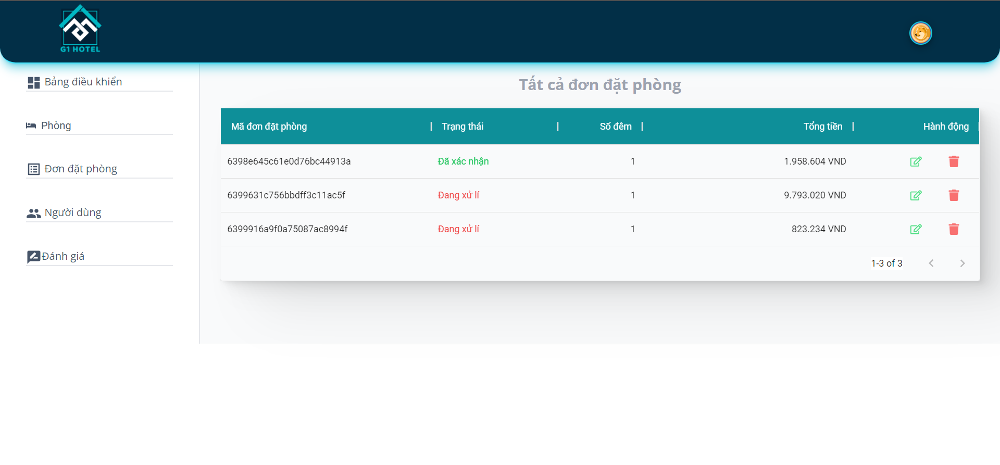 G1 HOTEL
Bảng điều khiển
Phòng
Đơn đặt phòng
Người dùng
Đánh giá
Tất cả đơn đặt phòng
Mã đơn đặt phòng Trạng thái Số đêm Tổng tiền Hành động
6398e645c61e0d76bc44913a Đã xác nhận 1 1.958.604 VND
6399631c756bbdff3c11ac5f Đang xử lí 1 9.793.020 VND
6399916a9f0a75087ac8994f Đang xử lí 1 823.234 VND
1-3 of 3